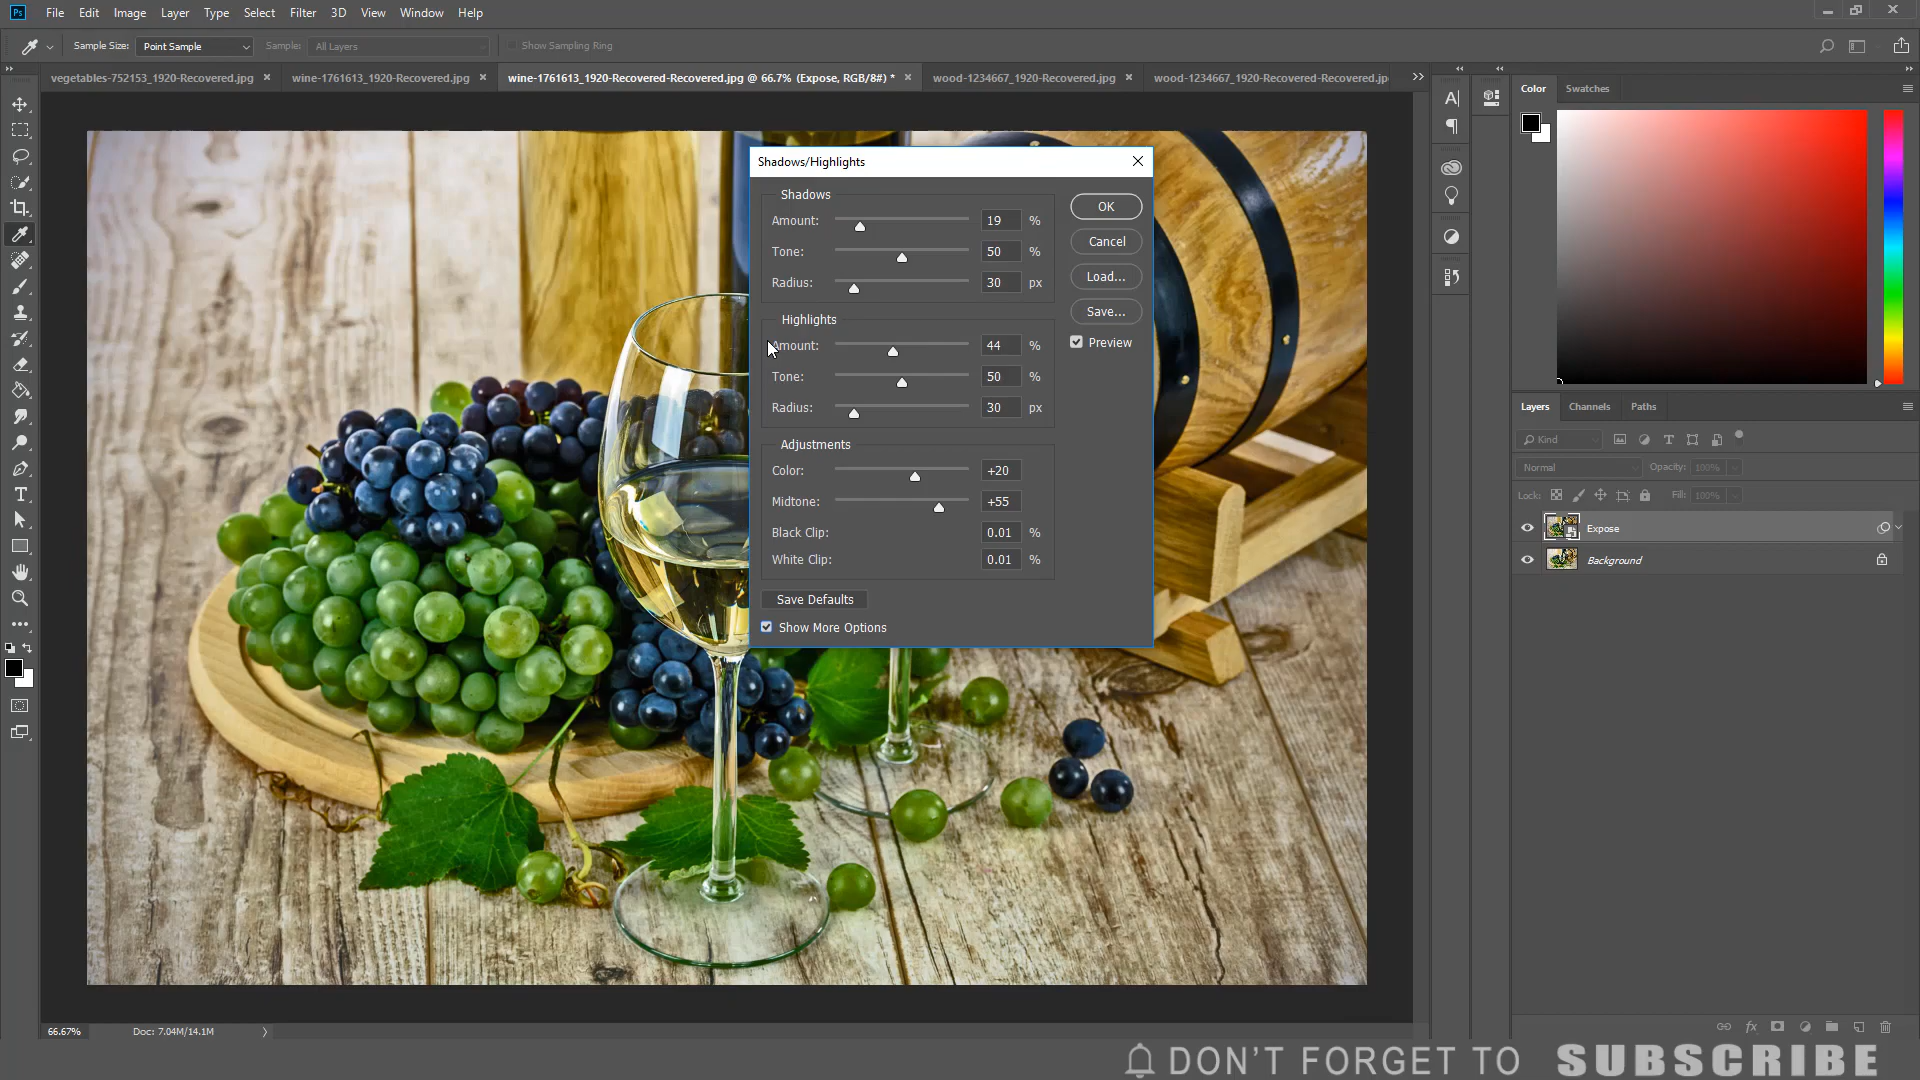 Ps File Edit Image Layer Type Select Filter 3D View Window Help
Sample Size: Point Sample Sample: All Layers Show Sampling Ring
vegetables-752153_1920-Recovered.jpg × wine-1761613_1920-Recovered.jpg × wine-1761613_1920-Recovered-Recovered.jpg @ 66.7% (Expose, RGB/8#) * × wood-1234667_1920-Recovered.jpg × wood-1234667_1920-Recovered-Recovered.jp
Color Swatches
Shadows/Highlights
Shadows
Amount: 19 %
Tone: 50 %
Radius: 30 px
Highlights
Amount: 44 %
Tone: 50 %
Radius: 30 px
Adjustments
Color: +20
Midtone: +55
Black Clip: 0.01 %
White Clip: 0.01 %
Save Defaults
Show More Options
OK
Cancel
Load...
Save...
Preview
Layers Channels Paths
Kind
Normal Opacity: 100%
Lock: Fill: 100%
Expose
Background
66.67% Doc: 7.04M/14.1M
DON'T FORGET TO SUBSCRIBE